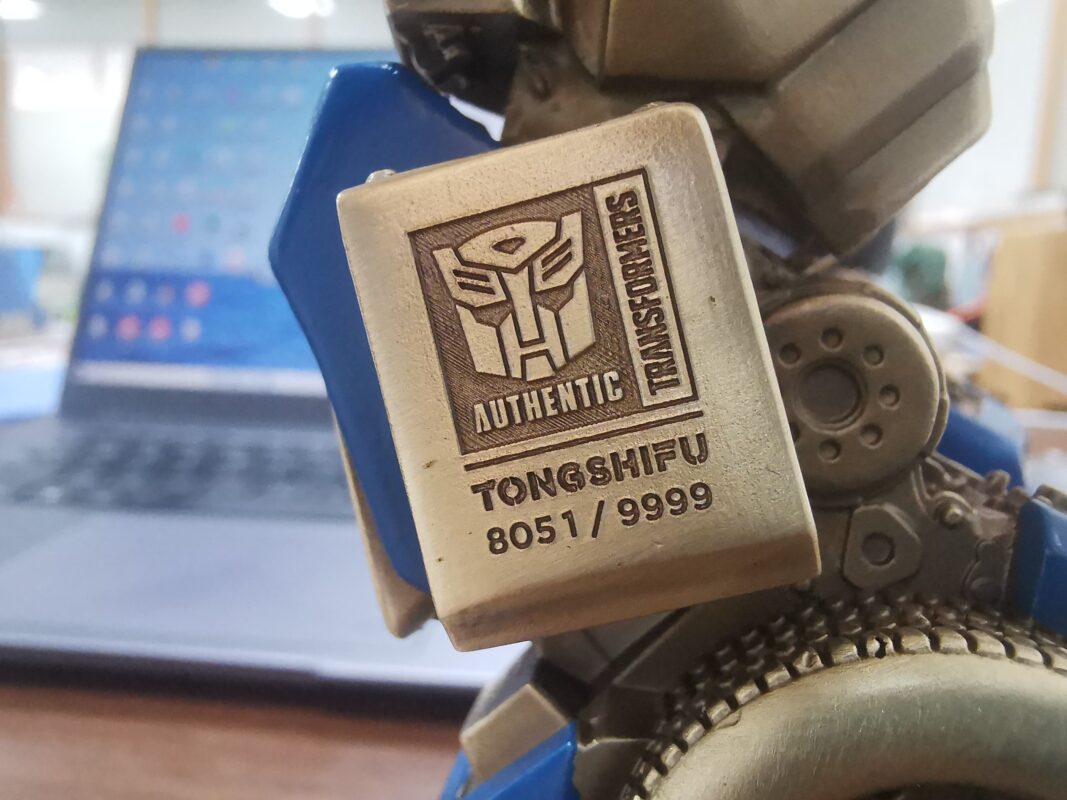 AUTHENTIC
TRANSFORMERS
TONGSHIFU
8051/9999